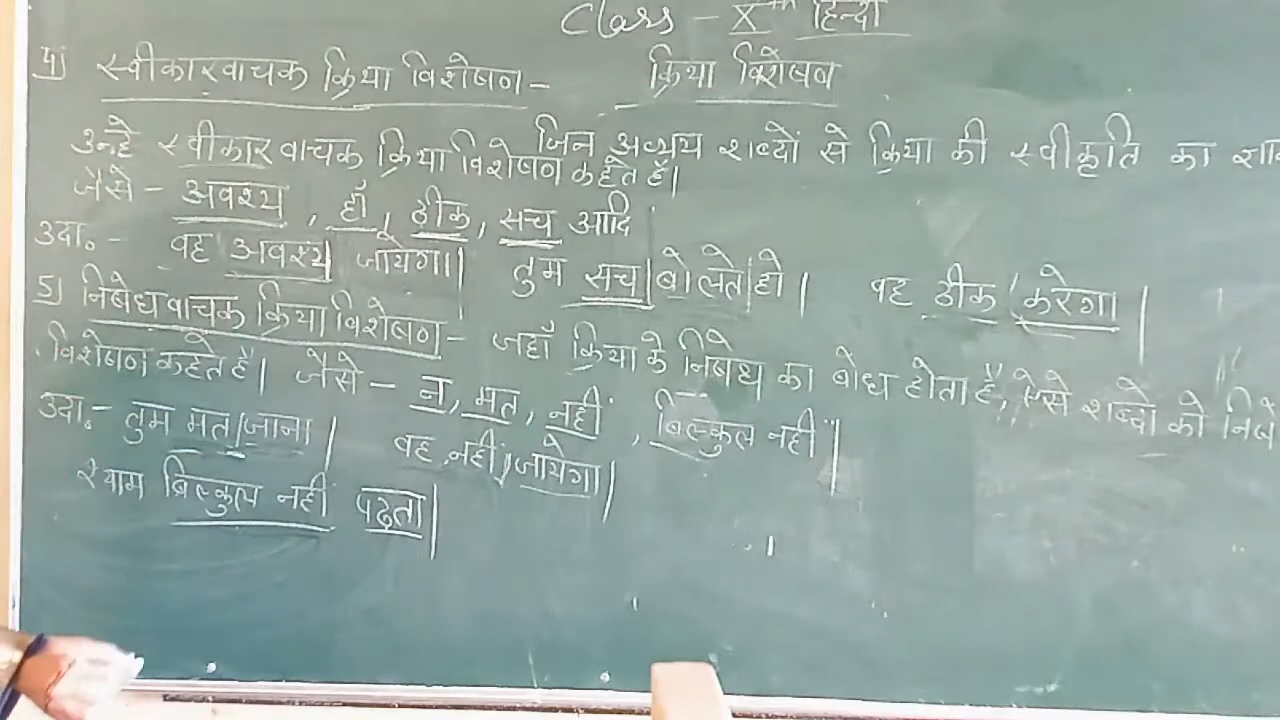 Class - Xth हिन्दी
क्रिया विशेषण
4) स्वीकारवाचक क्रिया विशेषण -
जिन अव्यय शब्दों से क्रिया की स्वीकृति का
उन्हे स्वीकारवाचक क्रिया विशेषण कहते हैं।
जैसे - अवश्य, हाँ, ठीक, सच आदि
उदा. - वह अवश्य जायेगा। तुम सच बोलते हो। वह ठीक करेगा।
5) निषेधवाचक क्रिया विशेषण - जहाँ क्रिया के निषेध का बोध होता है, ऐसे शब्दो को
विशेषण कहते हैं। जैसे - न, मत, नहीं, बिल्कुल नहीं।
उदा. - तुम मत जाना। वह नहीं जायेगा।
श्याम बिल्कुल नहीं पढ़ता।